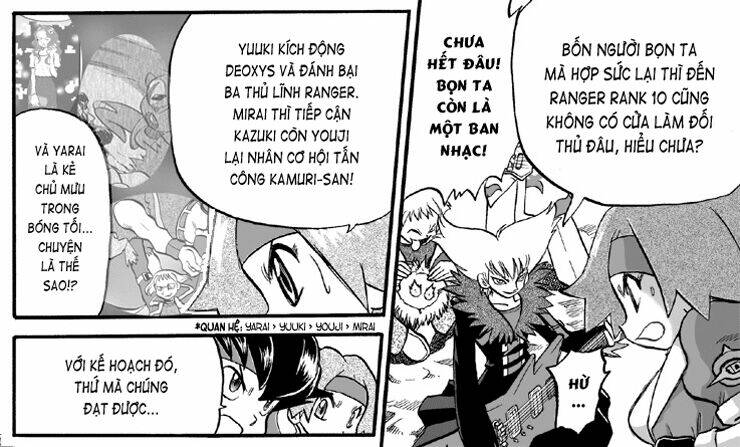 BỐN NGƯỜI BỌN TA
MÀ HỢP SỨC LẠI THÌ ĐẾN
RANGER RANK 10 CŨNG
KHÔNG CÓ CỬA LÀM ĐỐI
THỦ ĐÂU, HIỂU CHƯA?
CHƯA
HẾT ĐÂU!
BỌN TA
CÒN LÀ
MỘT BAN
NHẠC!
HỪ
...
YUUKI KÍCH ĐỘNG
DEOXYS VÀ ĐÁNH BẠI
BA THỦ LĨNH RANGER.
MIRAI THÌ TIẾP CẬN
KAZUKI CÒN YOUJI
LẠI NHÂN CƠ HỘI TẤN
CÔNG KAMURI-SAN!
VÀ YARAI
LÀ KẺ
CHỦ MƯU
TRONG
BÓNG TỐI...
CHUYỆN
LÀ THẾ
SAO!?
*QUAN HỆ: YARAI > YUUKI > YOUJI > MIRAI
VỚI KẾ HOẠCH ĐÓ,
THỨ MÀ CHÚNG
ĐẠT ĐƯỢC...